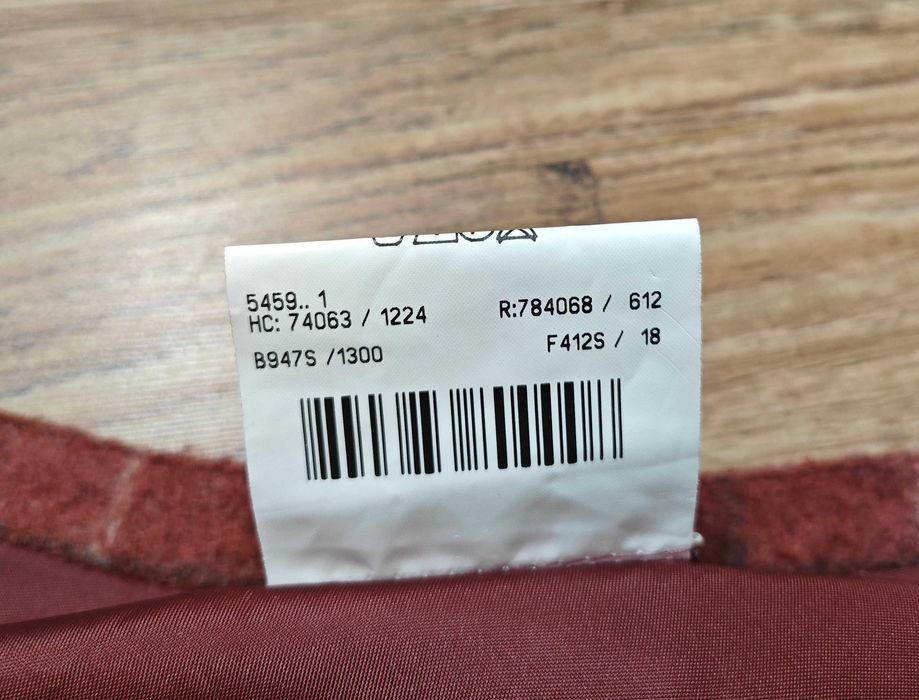 5459.. 1
HC: 74063 / 1224 R:784068 / 612
B947S /1300 F412S / 18